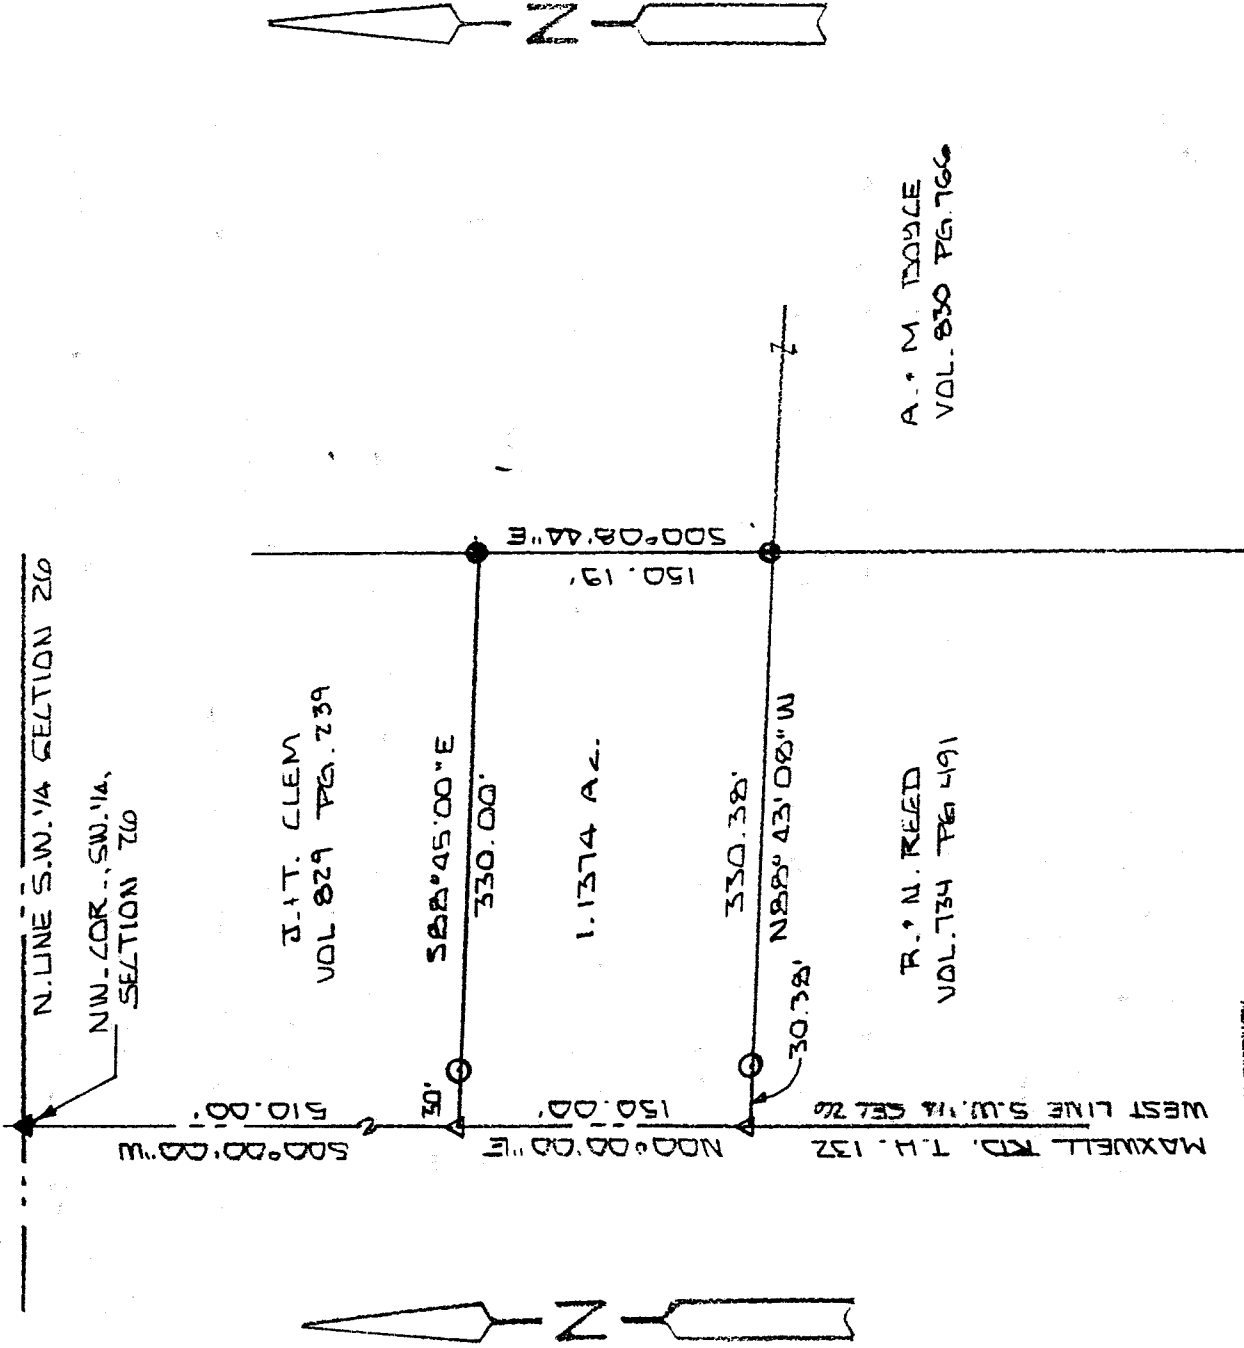 N
N. LINE S.W. 1/4 SECTION 26
N.W. COR., S.W. 1/4,
SECTION 26
S00°00'00"W
510.00'
J. & T. CLEM
VOL. 829 PG. 239
S88°45'00"E
330.00'
30'
1.1374 Ac.
N00°00'00"E
150.00'
S00°08'44"E
150.19'
330.38'
N88°43'08"W
30.38'
R. & N. REED
VOL. 734 PG 491
A. & M. BOYCE
VOL. 830 PG. 766
MAXWELL RD. T.H. 132
WEST LINE S.W. 1/4 SEC 26
N